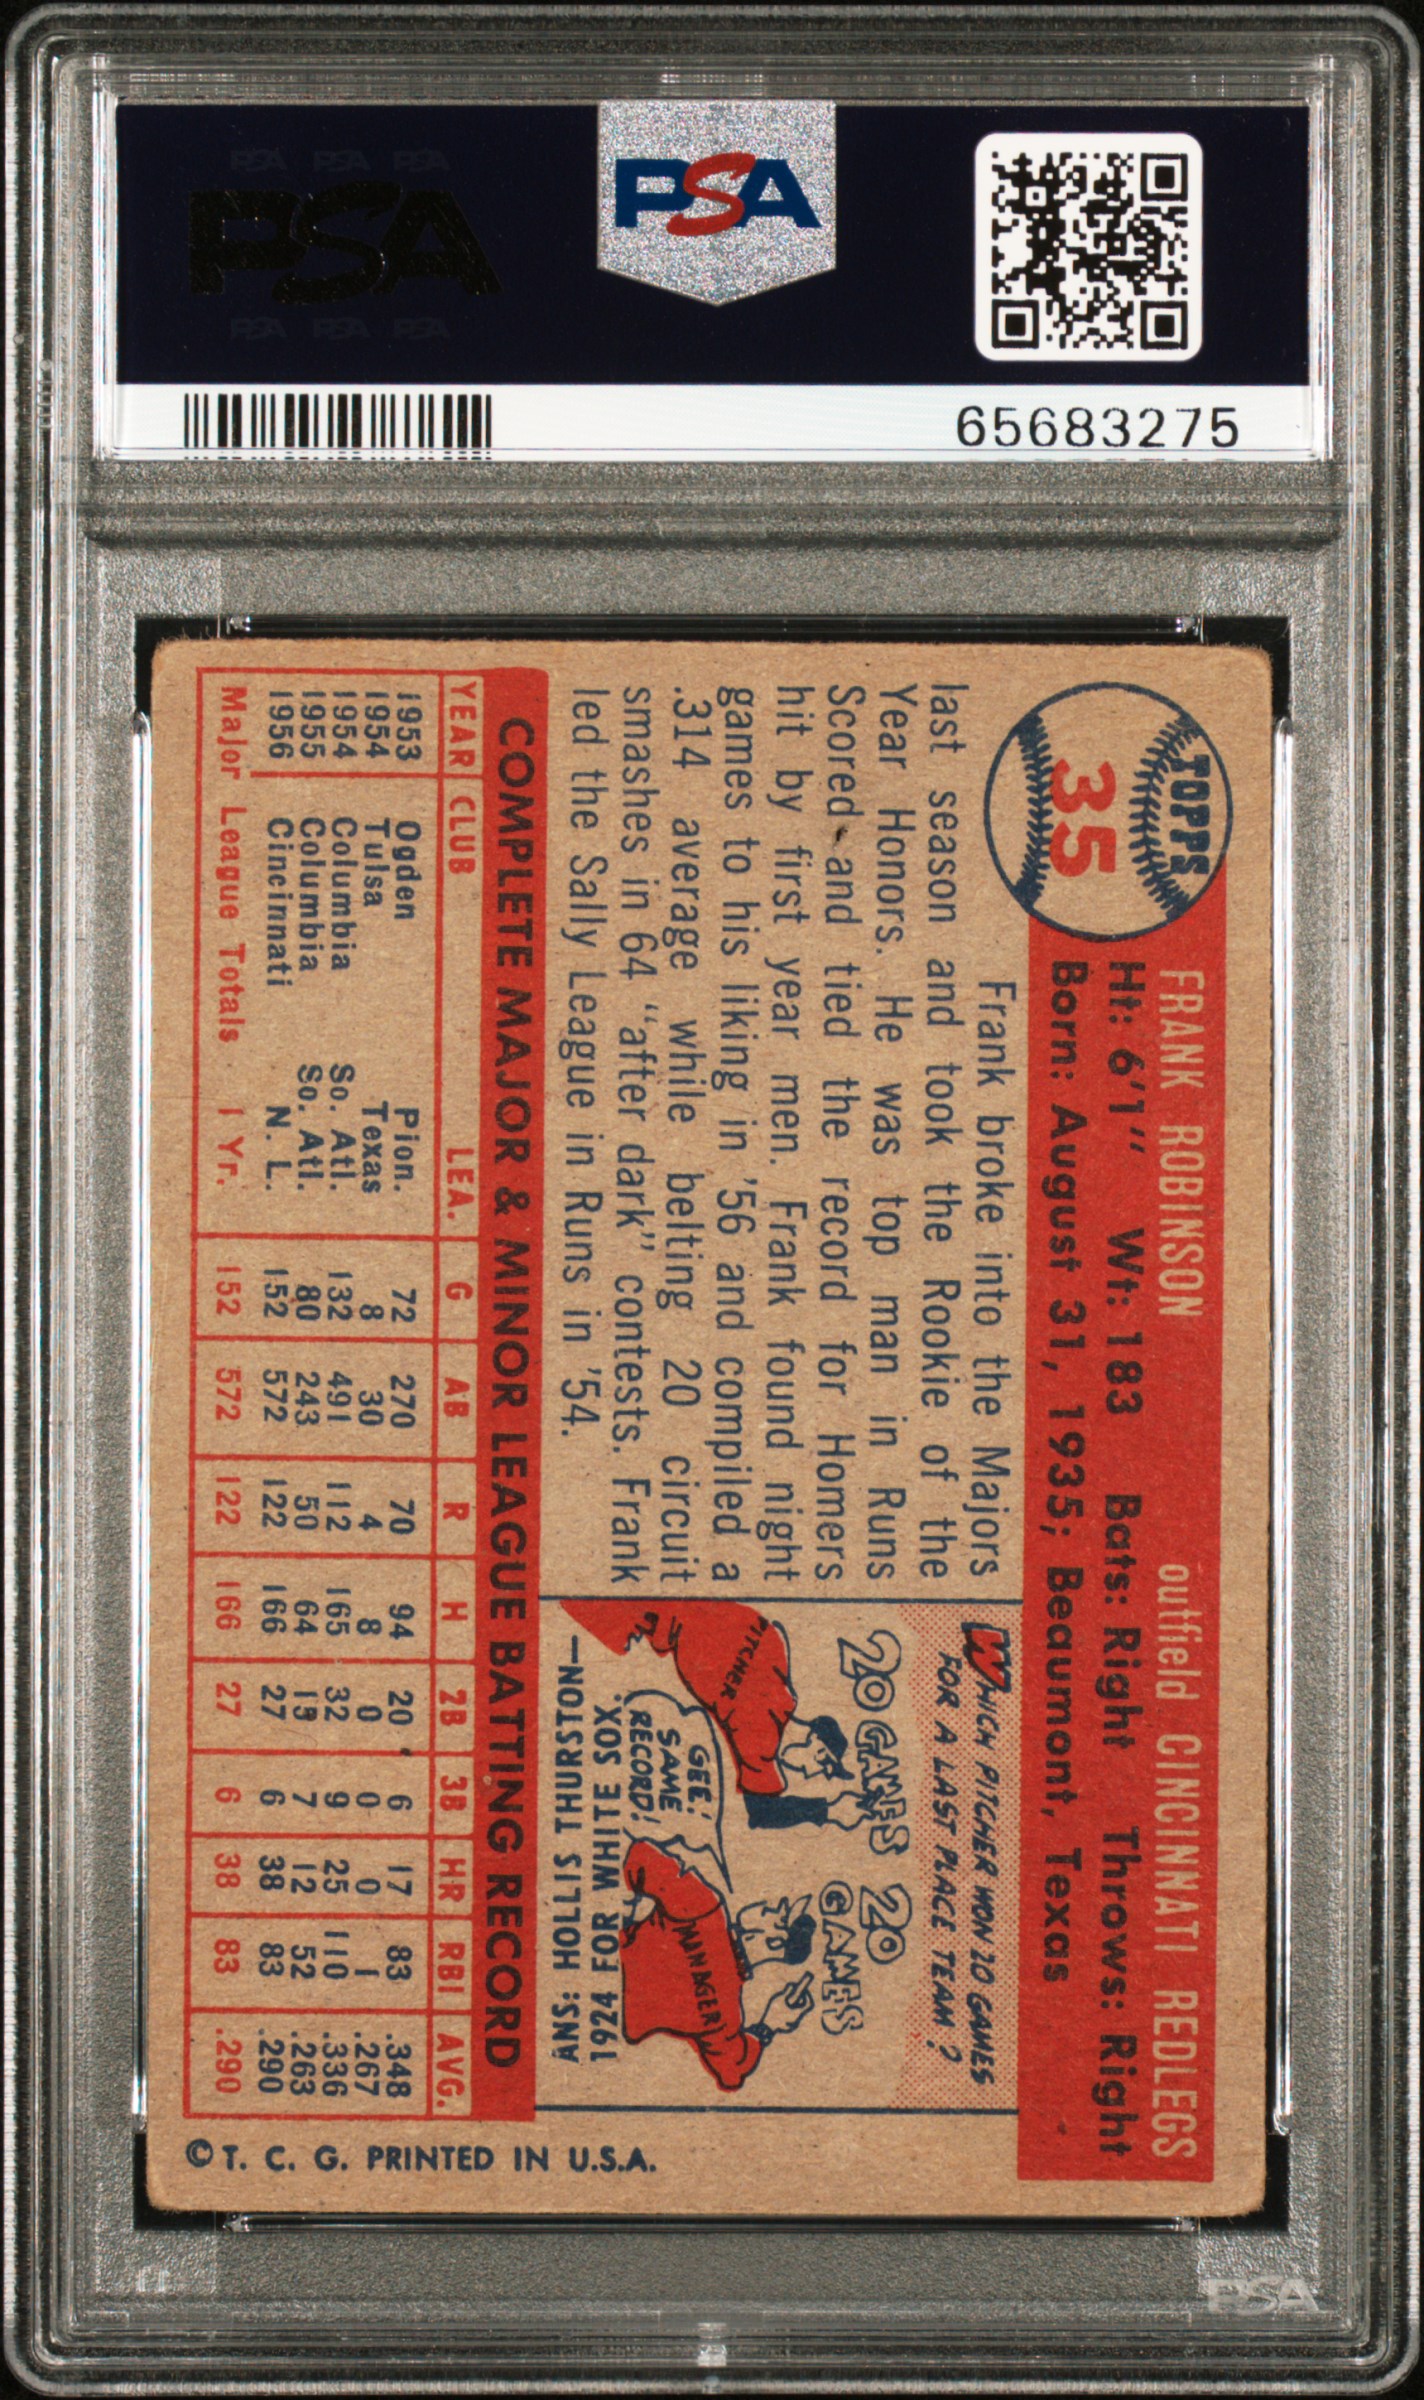 PSA PSA PSA
PSA
PSA PSA PSA
PSA
65683275
TOPPS
35
FRANK ROBINSON outfield CINCINNATI REDLEGS
Ht: 6'1" Wt: 183 Bats: Right Throws: Right
Born: August 31, 1935; Beaumont, Texas
Frank broke into the Majors
last season and took the Rookie of the
Year Honors. He was top man in Runs
Scored and tied the record for Homers
hit by first year men. Frank found night
games to his liking in '56 and compiled a
.314 average while belting 20 circuit
smashes in 64 "after dark" contests. Frank
led the Sally League in Runs in '54.
WHICH PITCHER WON 20 GAMES
FOR A LAST PLACE TEAM?
20 GAMES
20 GAMES
PITCHER
GEE!
SAME
RECORD!
MANAGER
ANS: HOLLIS THURSTON—
1924 FOR WHITE SOX.
COMPLETE MAJOR & MINOR LEAGUE BATTING RECORD
YEAR CLUB LEA. G AB R H 2B 3B HR RBI AVG.
1953 Ogden Pion. 72 270 70 94 20 6 17 83 .348
1954 Tulsa Texas 8 30 4 8 0 0 0 1 .267
1954 Columbia So. Atl. 132 491 112 165 32 9 25 110 .336
1955 Columbia So. Atl. 80 243 50 64 15 7 12 52 .263
1956 Cincinnati N. L. 152 572 122 166 27 6 38 83 .290
Major League Totals 1 Yr. 152 572 122 166 27 6 38 83 .290
© T. C. G. PRINTED IN U.S.A.
PSA